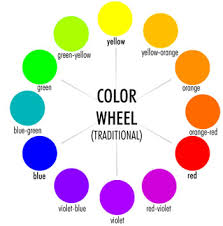 yellow
green-yellow
yellow-orange
green
orange
COLOR
WHEEL
(TRADITIONAL)
blue-green
orange-red
blue
red
violet-blue
red-violet
violet